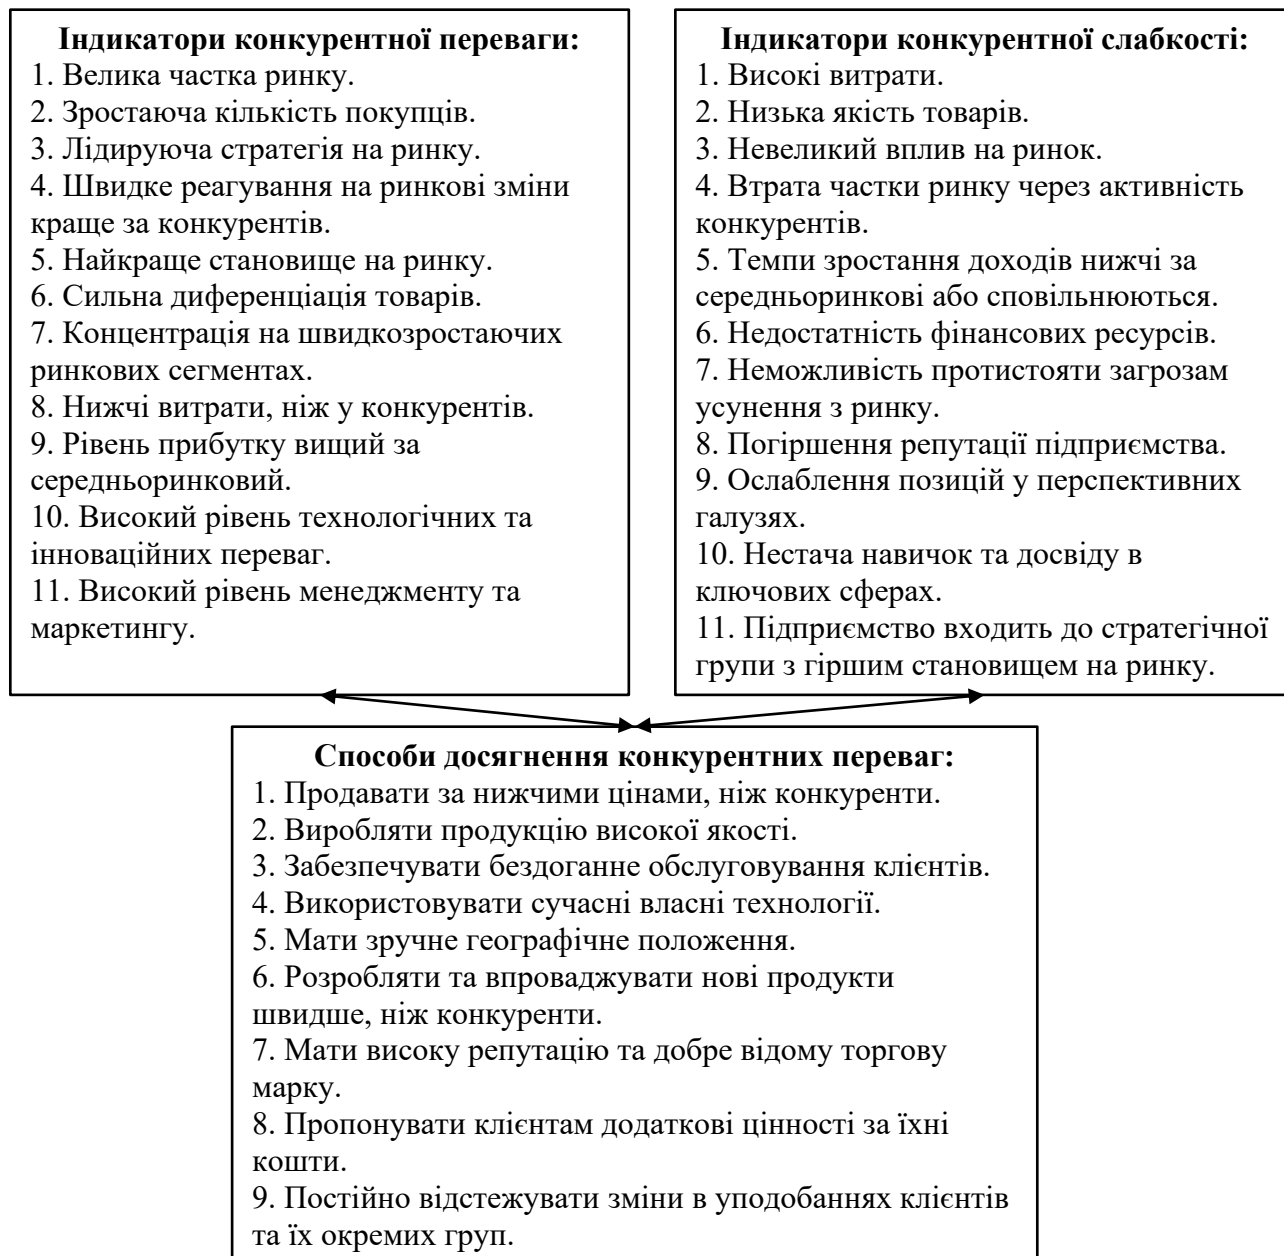 Індикатори конкурентної переваги:
1. Велика частка ринку.
2. Зростаюча кількість покупців.
3. Лідируюча стратегія на ринку.
4. Швидке реагування на ринкові зміни
краще за конкурентів.
5. Найкраще становище на ринку.
6. Сильна диференціація товарів.
7. Концентрація на швидкозростаючих
ринкових сегментах.
8. Нижчі витрати, ніж у конкурентів.
9. Рівень прибутку вищий за
середньоринковий.
10. Високий рівень технологічних та
інноваційних переваг.
11. Високий рівень менеджменту та
маркетингу.
Індикатори конкурентної слабкості:
1. Високі витрати.
2. Низька якість товарів.
3. Невеликий вплив на ринок.
4. Втрата частки ринку через активність
конкурентів.
5. Темпи зростання доходів нижчі за
середньоринкові або сповільнюються.
6. Недостатність фінансових ресурсів.
7. Неможливість протистояти загрозам
усунення з ринку.
8. Погіршення репутації підприємства.
9. Ослаблення позицій у перспективних
галузях.
10. Нестача навичок та досвіду в
ключових сферах.
11. Підприємство входить до стратегічної
групи з гіршим становищем на ринку.
Способи досягнення конкурентних переваг:
1. Продавати за нижчими цінами, ніж конкуренти.
2. Виробляти продукцію високої якості.
3. Забезпечувати бездоганне обслуговування клієнтів.
4. Використовувати сучасні власні технології.
5. Мати зручне географічне положення.
6. Розробляти та впроваджувати нові продукти
швидше, ніж конкуренти.
7. Мати високу репутацію та добре відому торгову
марку.
8. Пропонувати клієнтам додаткові цінності за їхні
кошти.
9. Постійно відстежувати зміни в уподобаннях клієнтів
та їх окремих груп.